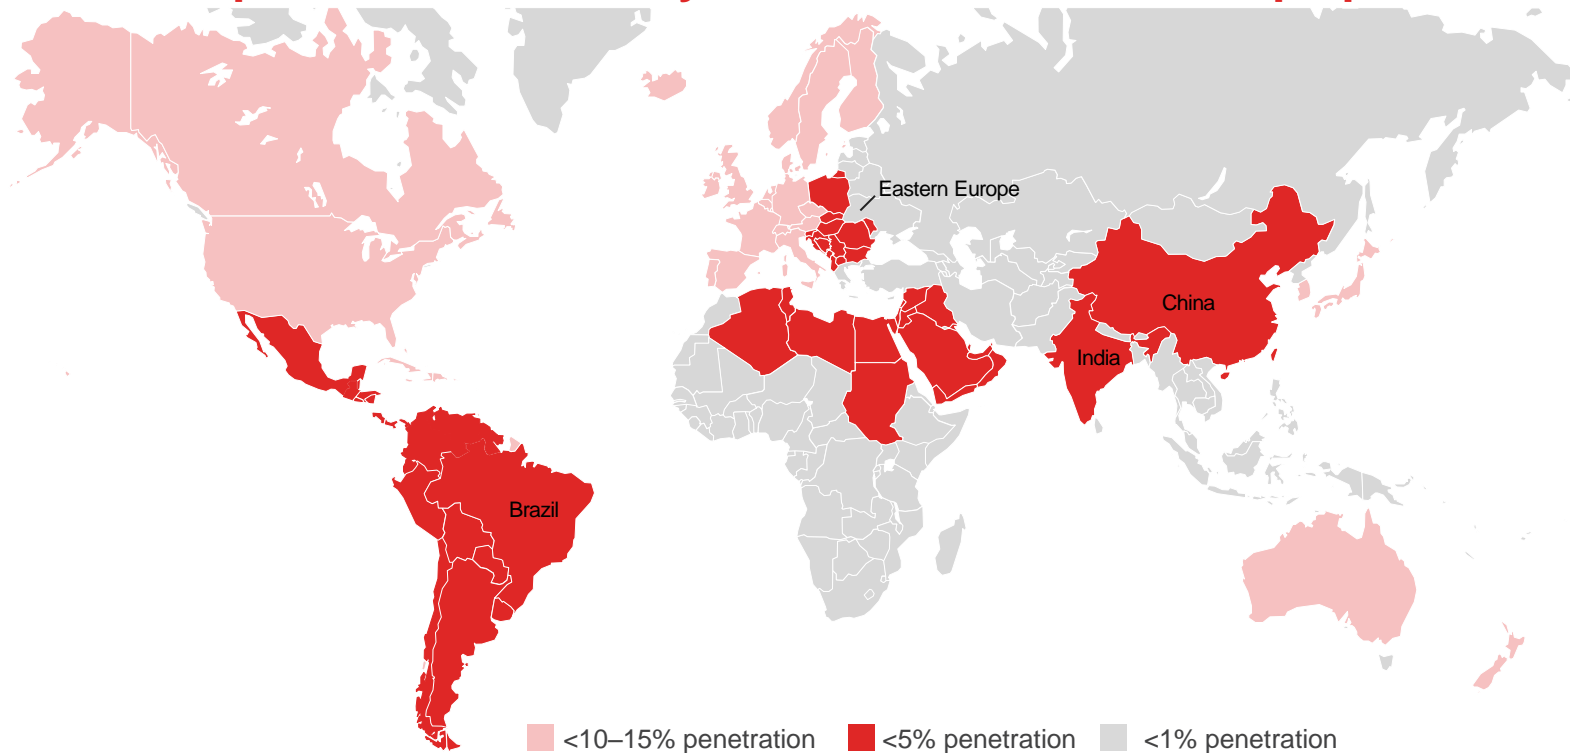 Eastern Europe
China
India
Brazil
<10–15% penetration
<5% penetration
<1% penetration